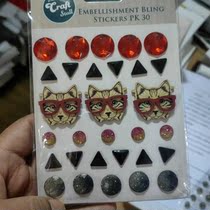 Craft
EMBELLISHMENT BLING
STICKERS PK 30